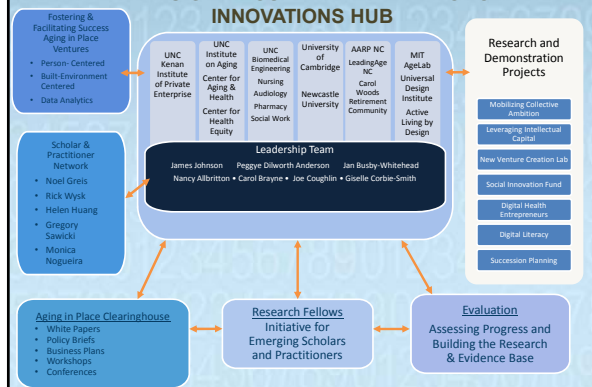 INNOVATIONS HUB
Fostering &
Facilitating Success
Aging in Place
Ventures
• Person- Centered
• Built-Environment
Centered
• Data Analytics
UNC
Kenan
Institute
of Private
Enterprise
UNC
Institute
on Aging
Center for
Aging &
Health
Center for
Health
Equity
UNC
Biomedical
Engineering
Nursing
Audiology
Pharmacy
Social Work
University
of
Cambridge
Newcastle
University
AARP NC
LeadingAge
NC
Carol
Woods
Retirement
Community
MIT
AgeLab
Universal
Design
Institute
Active
Living by
Design
Research and
Demonstration
Projects
Mobilizing Collective
Ambition
Leveraging Intellectual
Capital
New Venture Creation Lab
Social Innovation Fund
Digital Health
Entrepreneurs
Digital Literacy
Succession Planning
Scholar &
Practitioner
Network
• Noel Greis
• Rick Wysk
• Helen Huang
• Gregory
Sawicki
• Monica
Nogueira
Leadership Team
James Johnson Peggye Dilworth Anderson Jan Busby-Whitehead
Nancy Allbritton • Carol Brayne • Joe Coughlin • Giselle Corbie-Smith
Aging in Place Clearinghouse
• White Papers
• Policy Briefs
• Business Plans
• Workshops
• Conferences
Research Fellows
Initiative for
Emerging Scholars
and Practitioners
Evaluation
Assessing Progress and
Building the Research
& Evidence Base